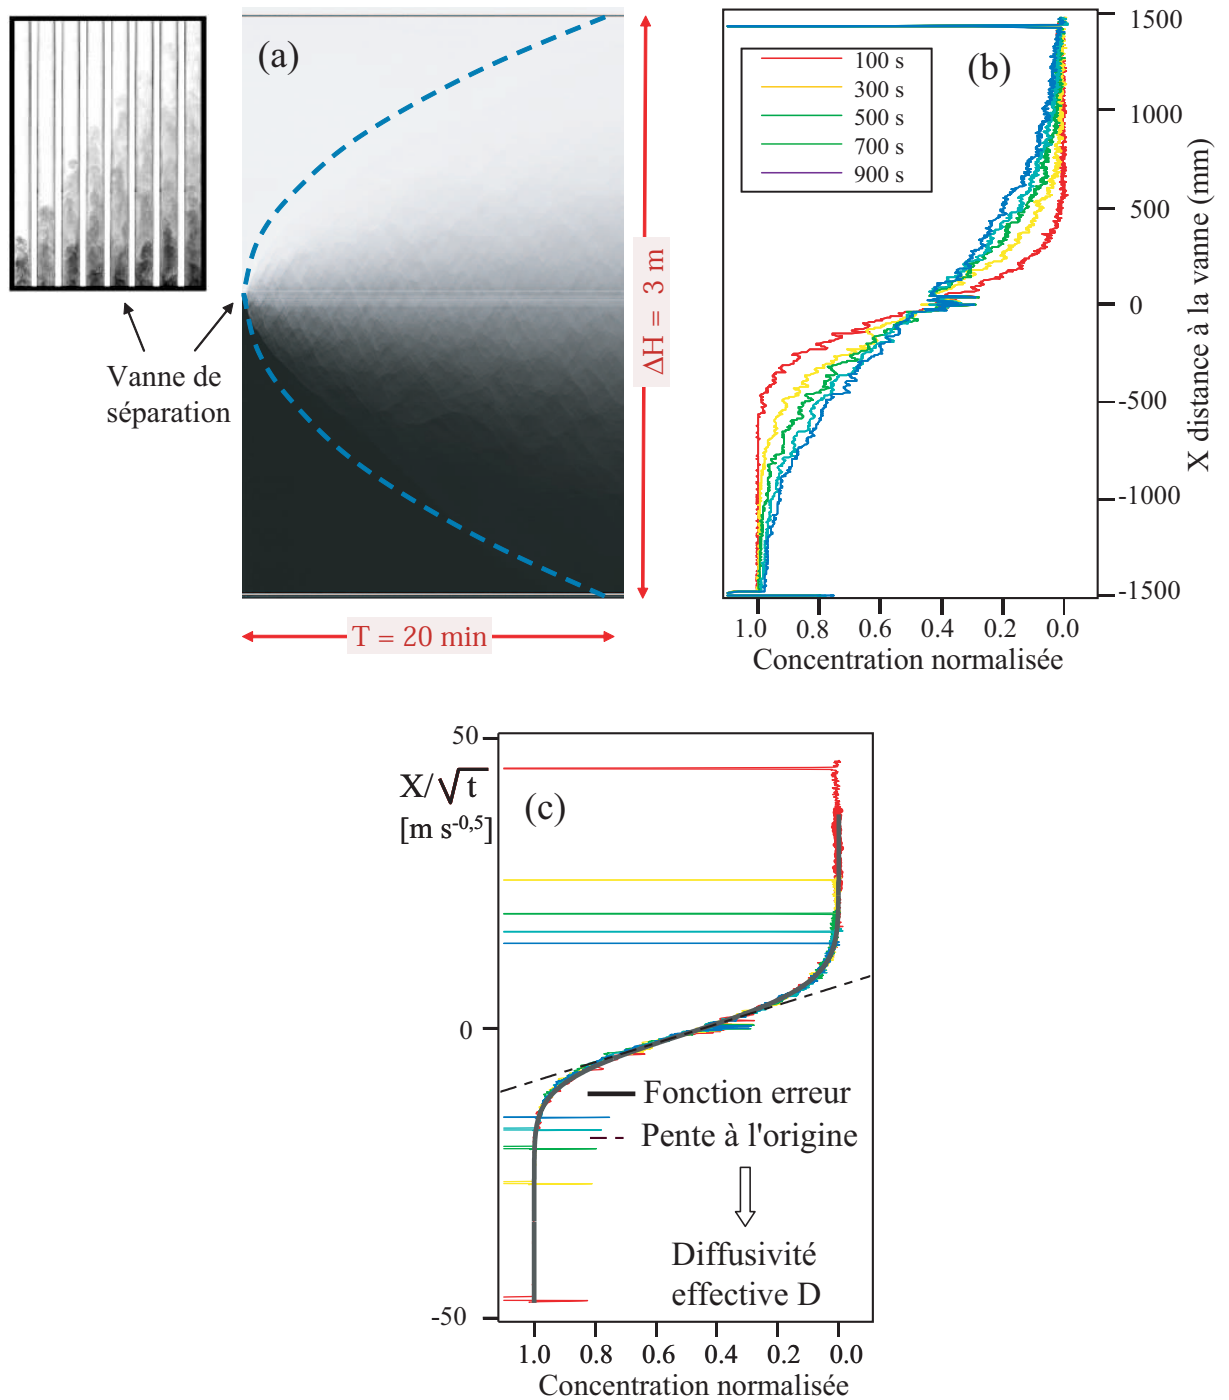 (a)
Vanne de
séparation
ΔH = 3 m
T = 20 min
(b)
100 s
300 s
500 s
700 s
900 s
1500
1000
500
0
-500
-1000
-1500
X distance à la vanne (mm)
1.0 0.8 0.6 0.4 0.2 0.0
Concentration normalisée
50
X/√t
[m s-0,5]
(c)
0
Fonction erreur
Pente à l'origine
Diffusivité
effective D
-50
1.0 0.8 0.6 0.4 0.2 0.0
Concentration normalisée